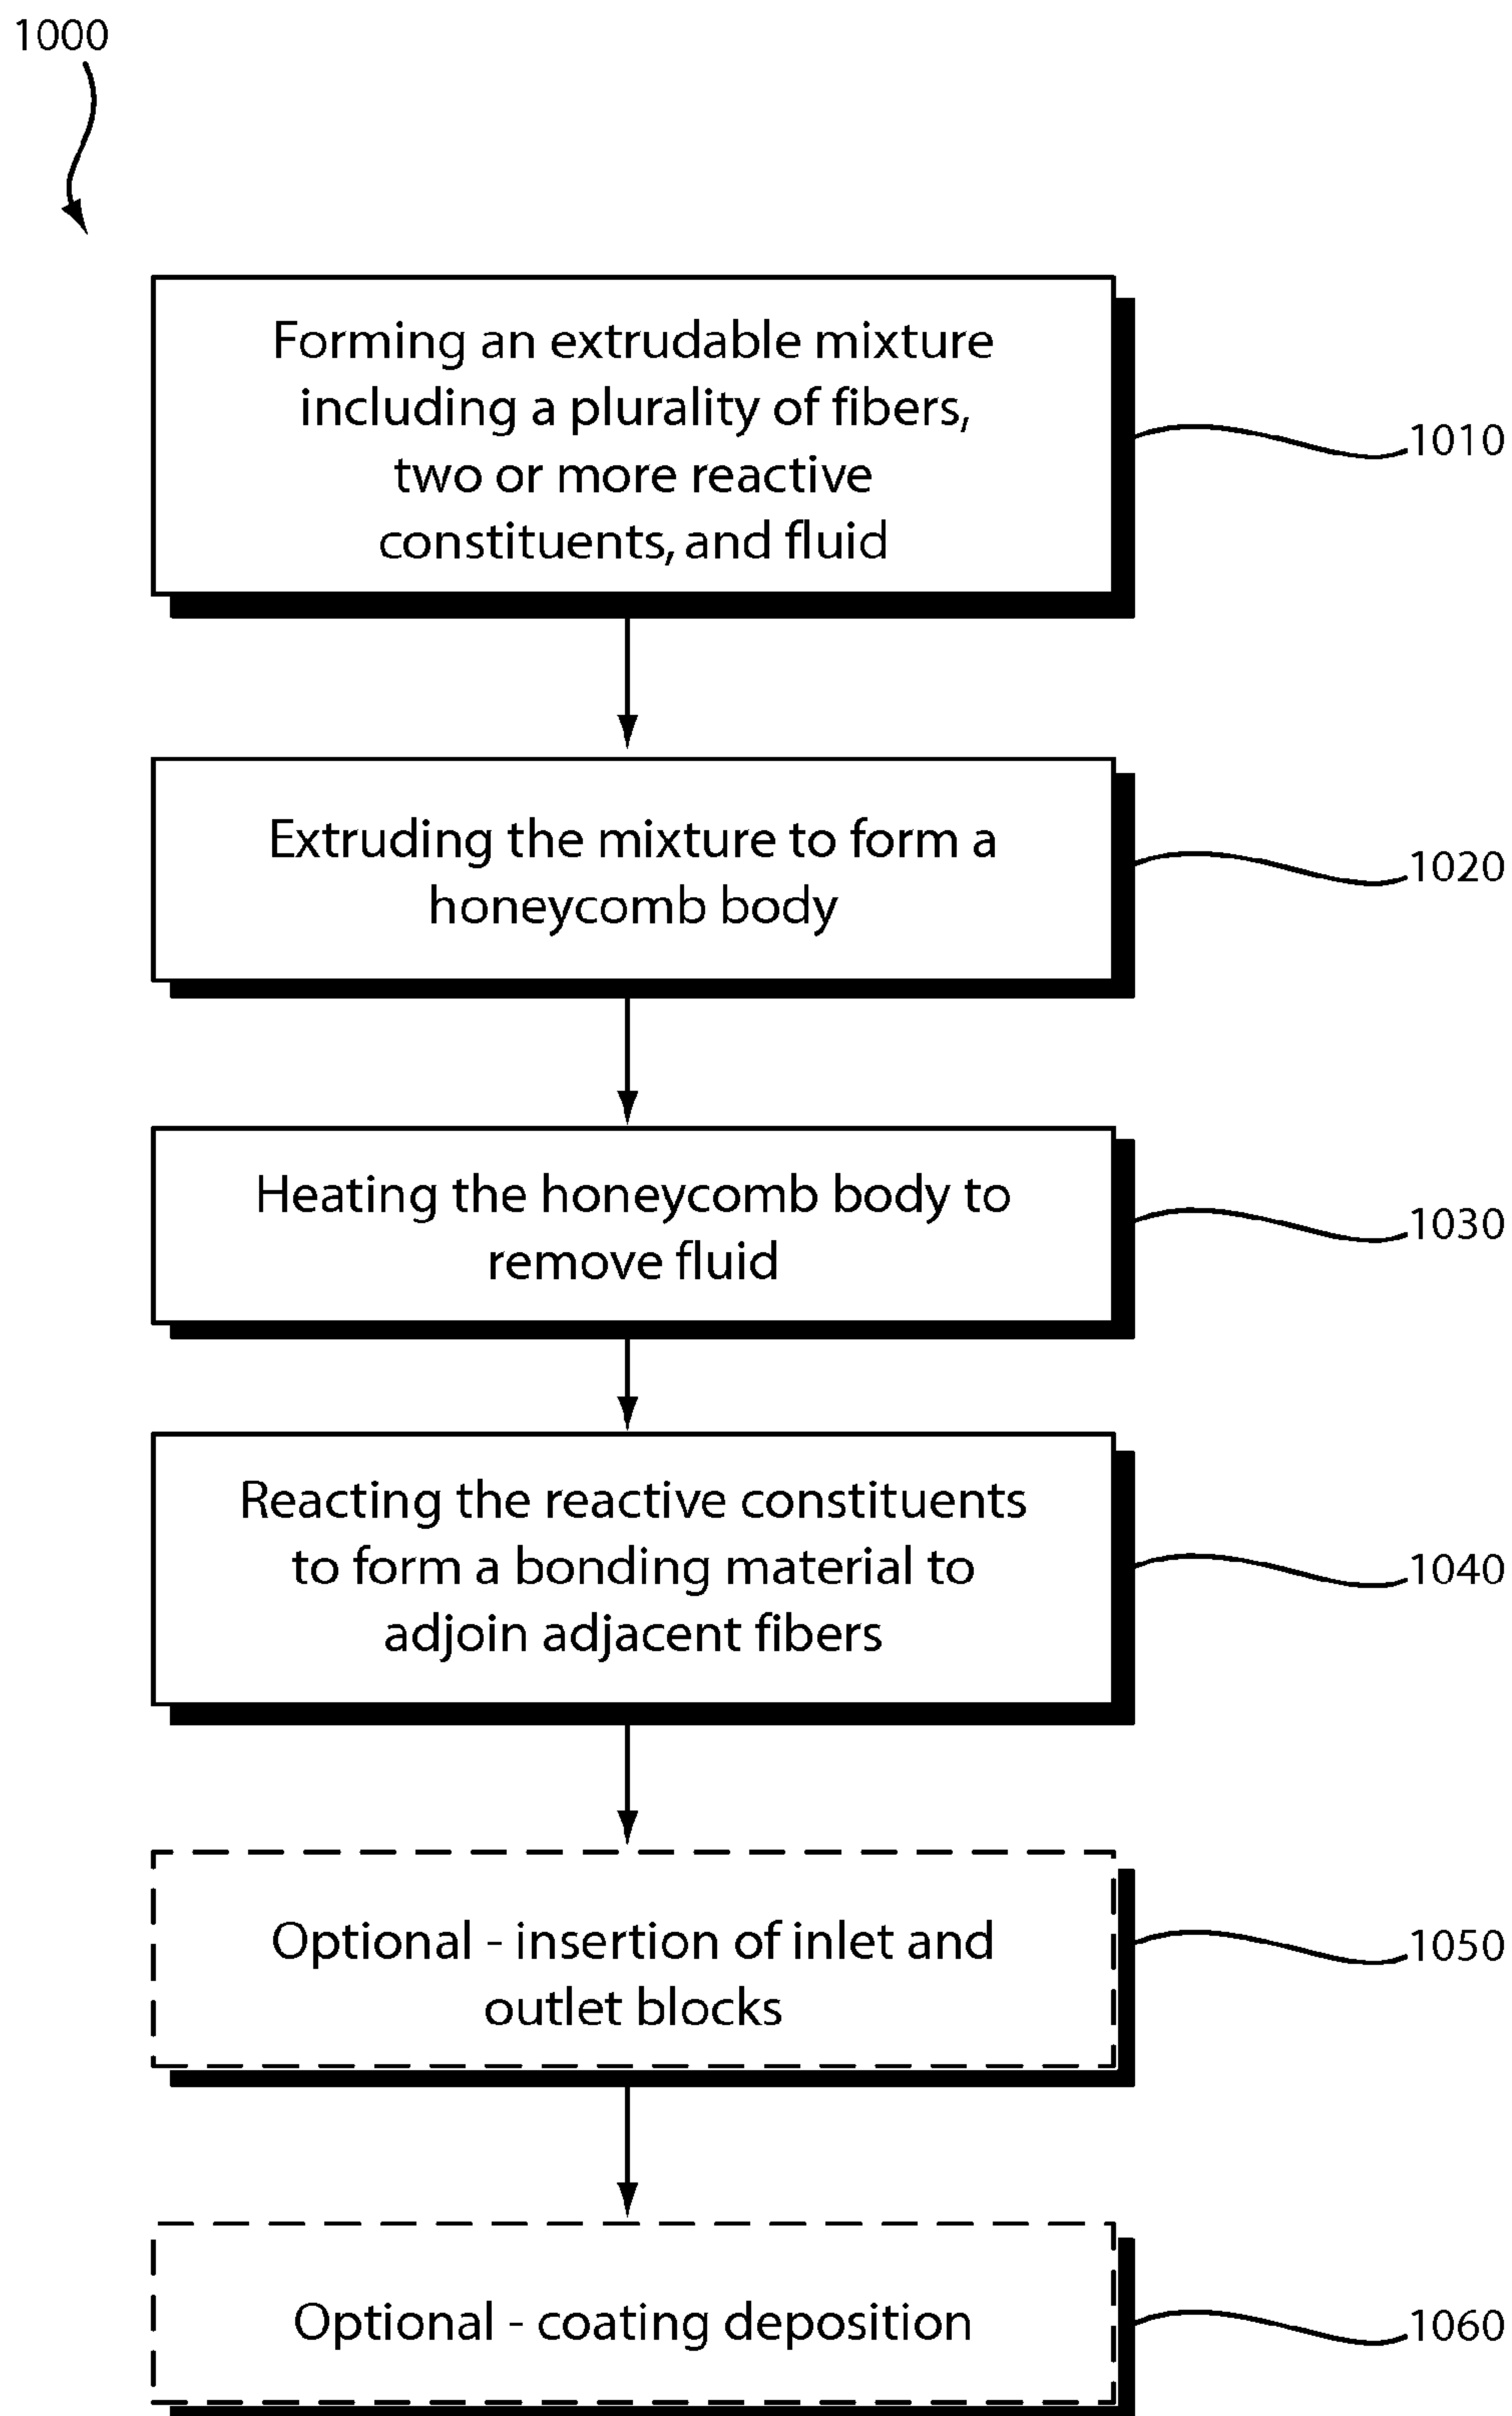 1000
Forming an extrudable mixture
including a plurality of fibers,
two or more reactive
constituents, and fluid
1010
Extruding the mixture to form a
honeycomb body
1020
Heating the honeycomb body to
remove fluid
1030
Reacting the reactive constituents
to form a bonding material to
adjoin adjacent fibers
1040
Optional - insertion of inlet and
outlet blocks
1050
Optional - coating deposition
1060